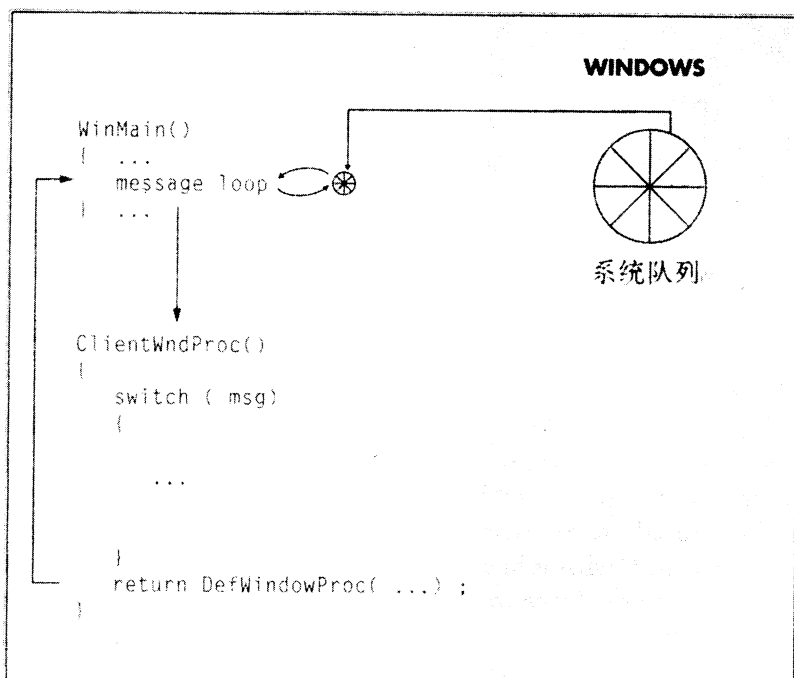 WINDOWS
WinMain()
{ ...
message loop
} ...
系统队列
ClientWndProc()
{
switch ( msg)
{
...
}
return DefWindowProc( ...) ;
}